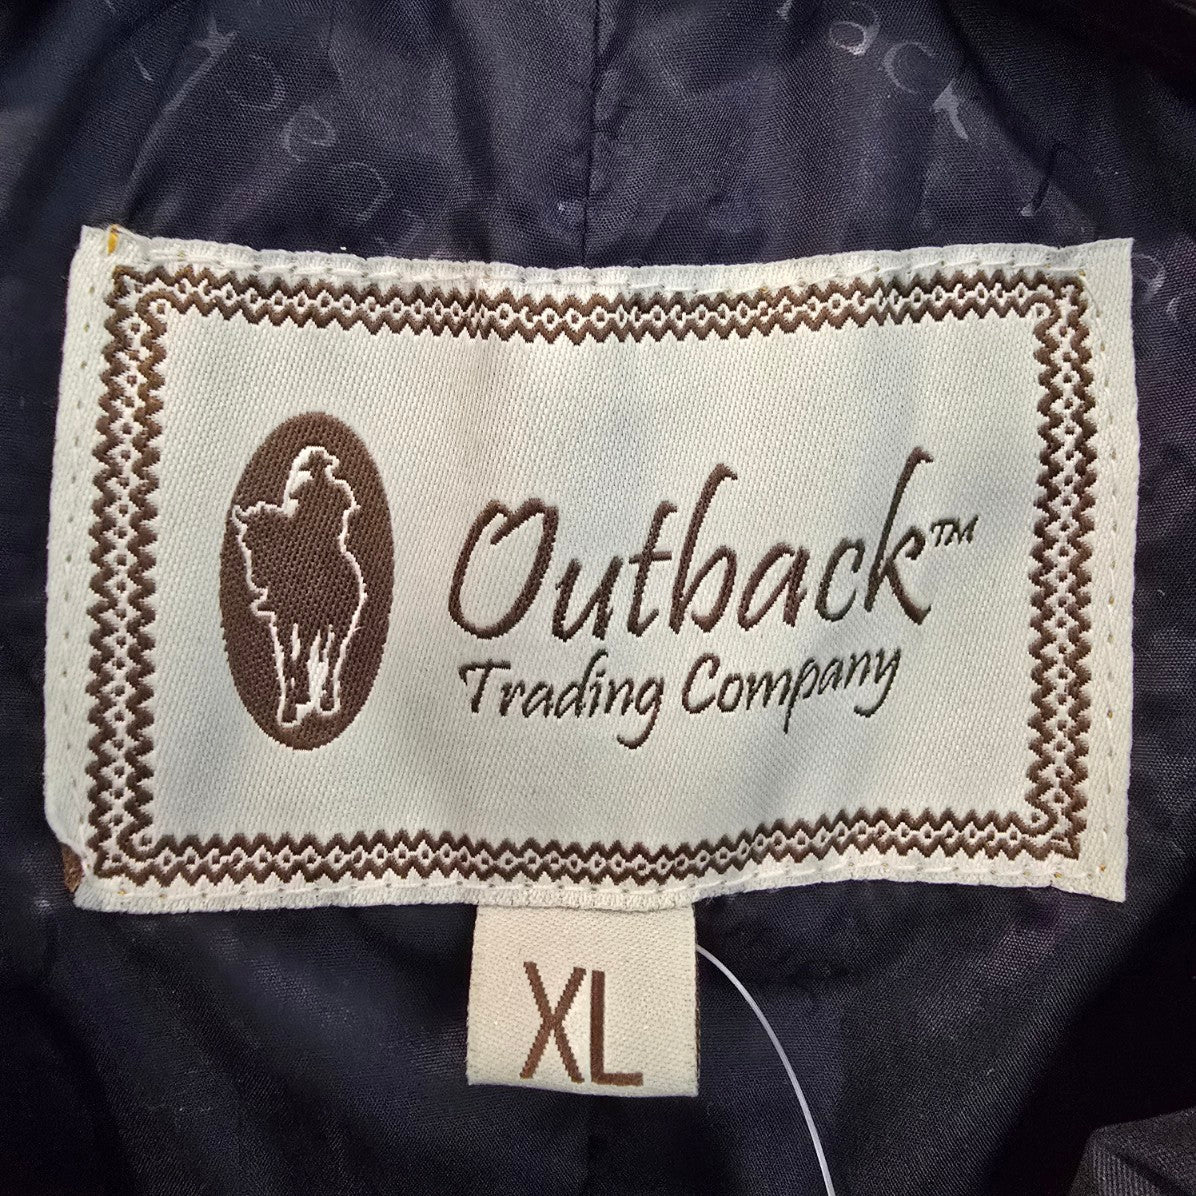 Outback™
Trading Company
XL